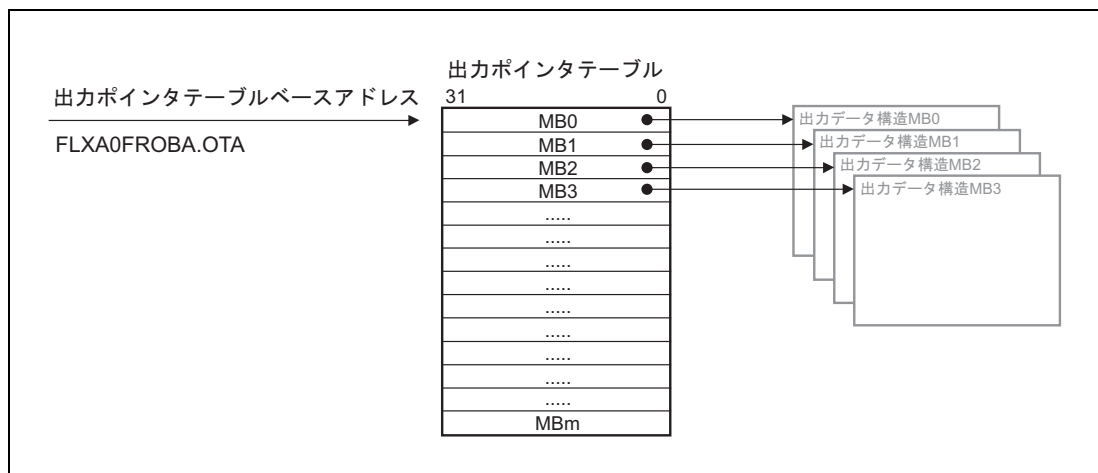 出力ポインタテーブル
出力ポインタテーブルベースアドレス
31 0
FLXA0FROBA.OTA
MB0
MB1
MB2
MB3
.....
.....
.....
.....
.....
.....
.....
.....
.....
MBm
出力データ構造MB0
出力データ構造MB1
出力データ構造MB2
出力データ構造MB3